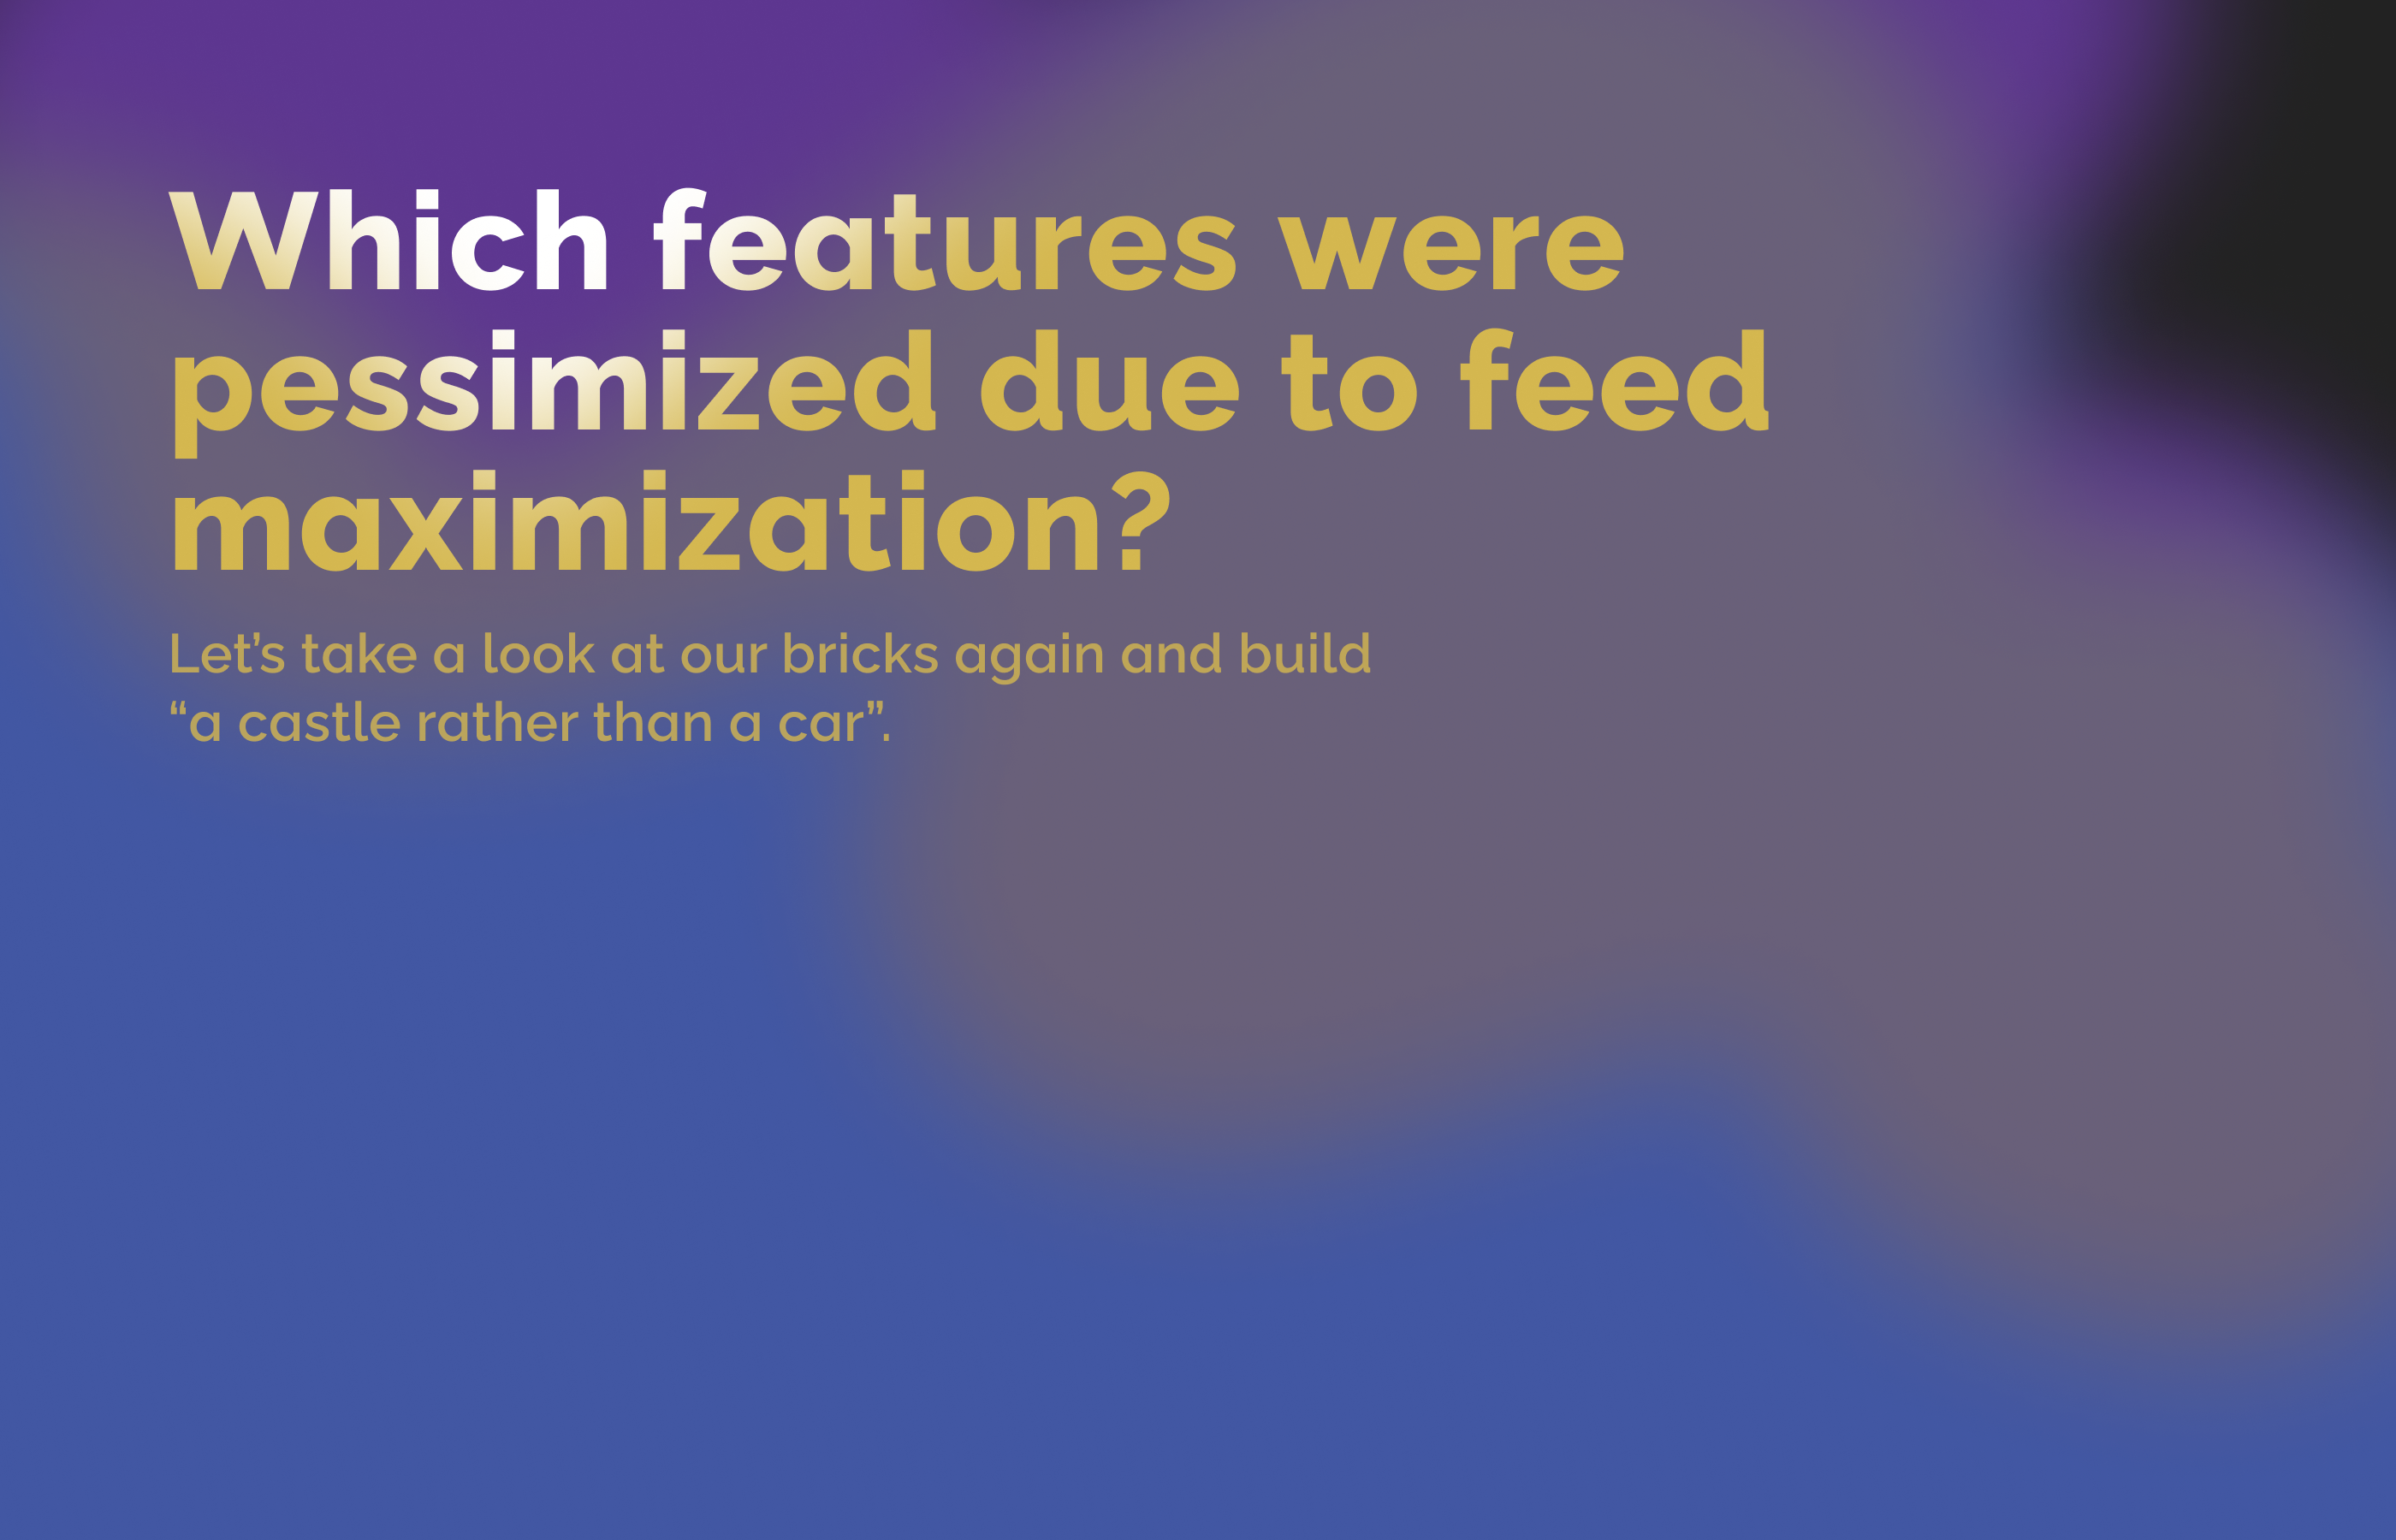 Which features were
pessimized due to feed
maximization?
Let’s take a look at our bricks again and build
“a castle rather than a car”.